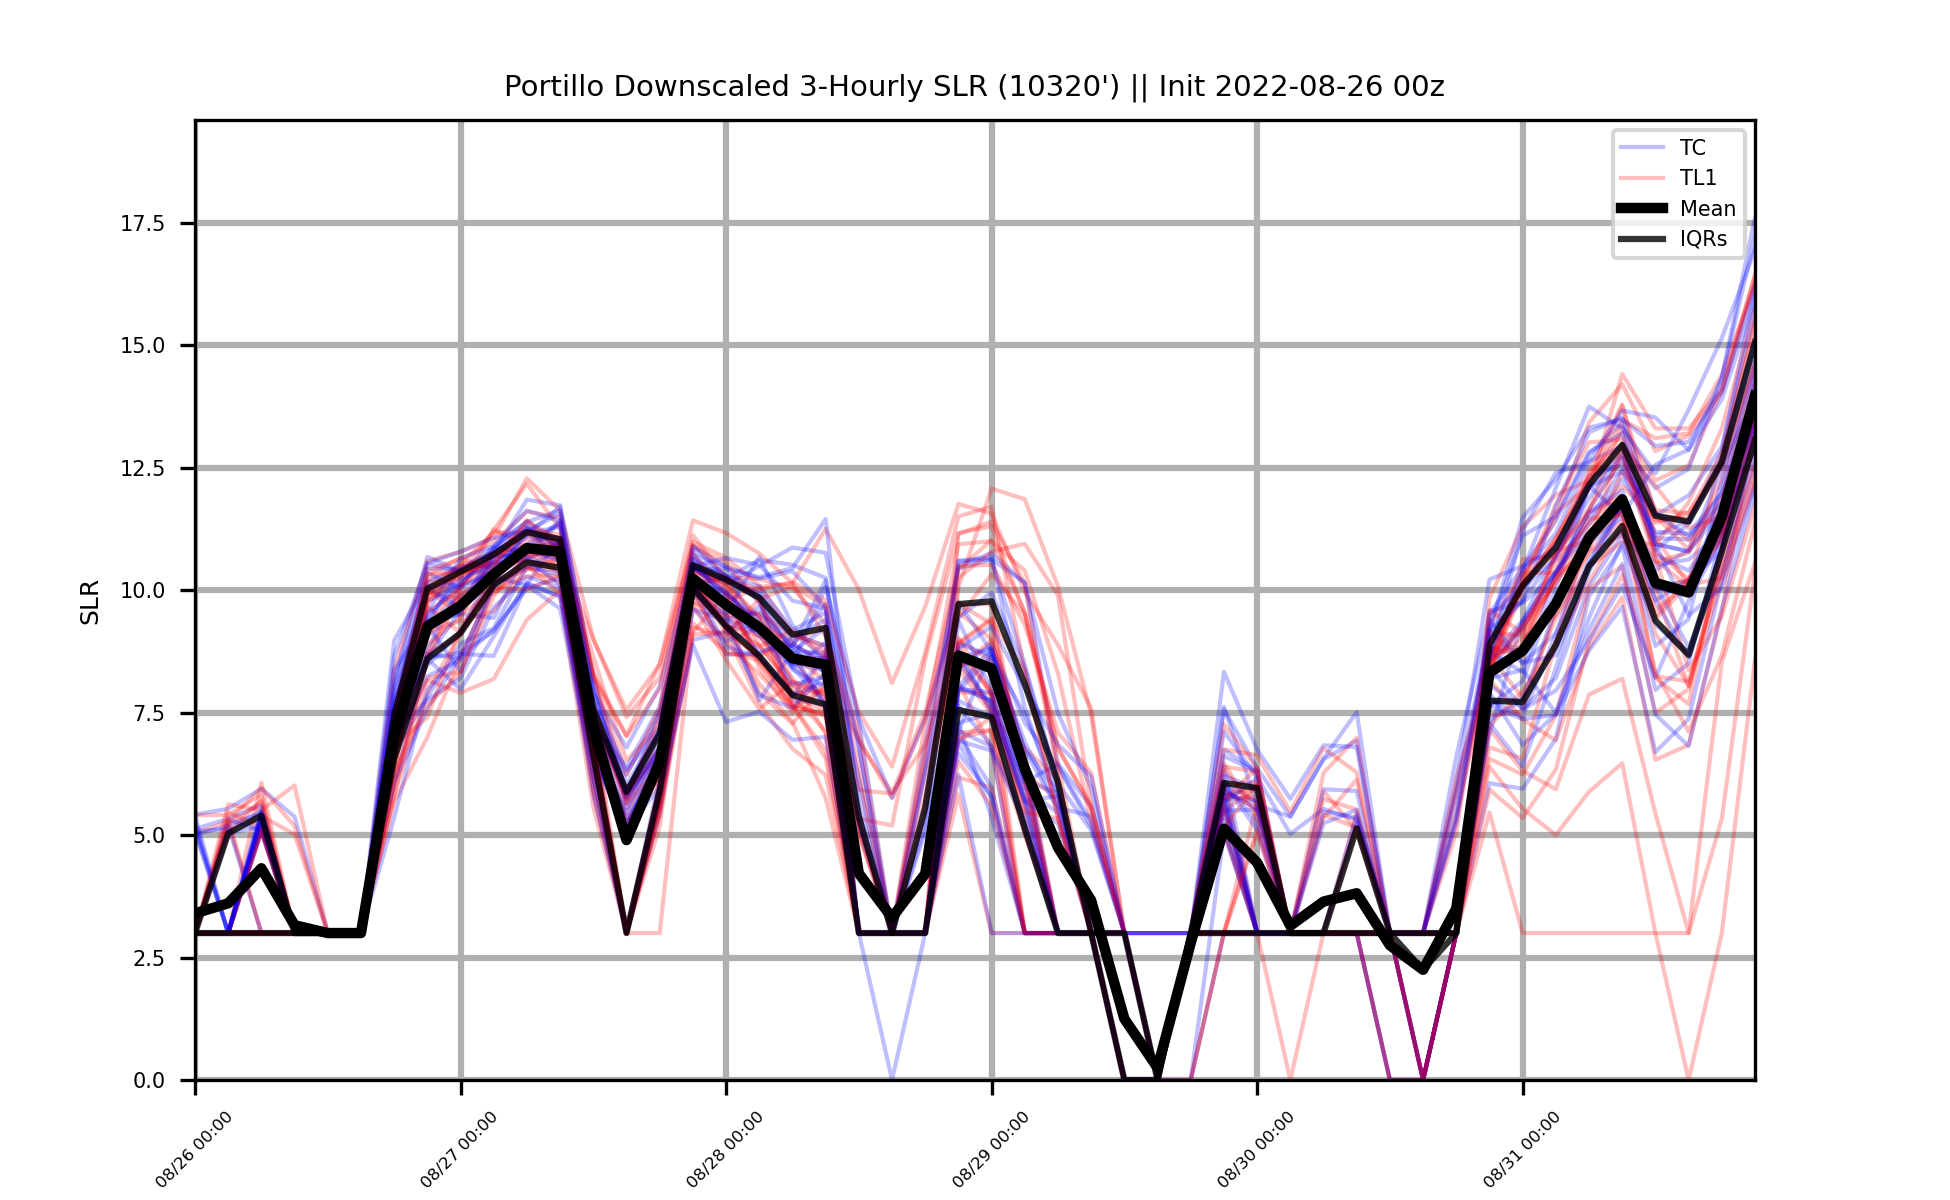 Portillo Downscaled 3-Hourly SLR (10320') || Init 2022-08-26 00z
TC
TL1
Mean
IQRs
SLR
17.5
15.0
12.5
10.0
7.5
5.0
2.5
0.0
08/26 00:00
08/27 00:00
08/28 00:00
08/29 00:00
08/30 00:00
08/31 00:00